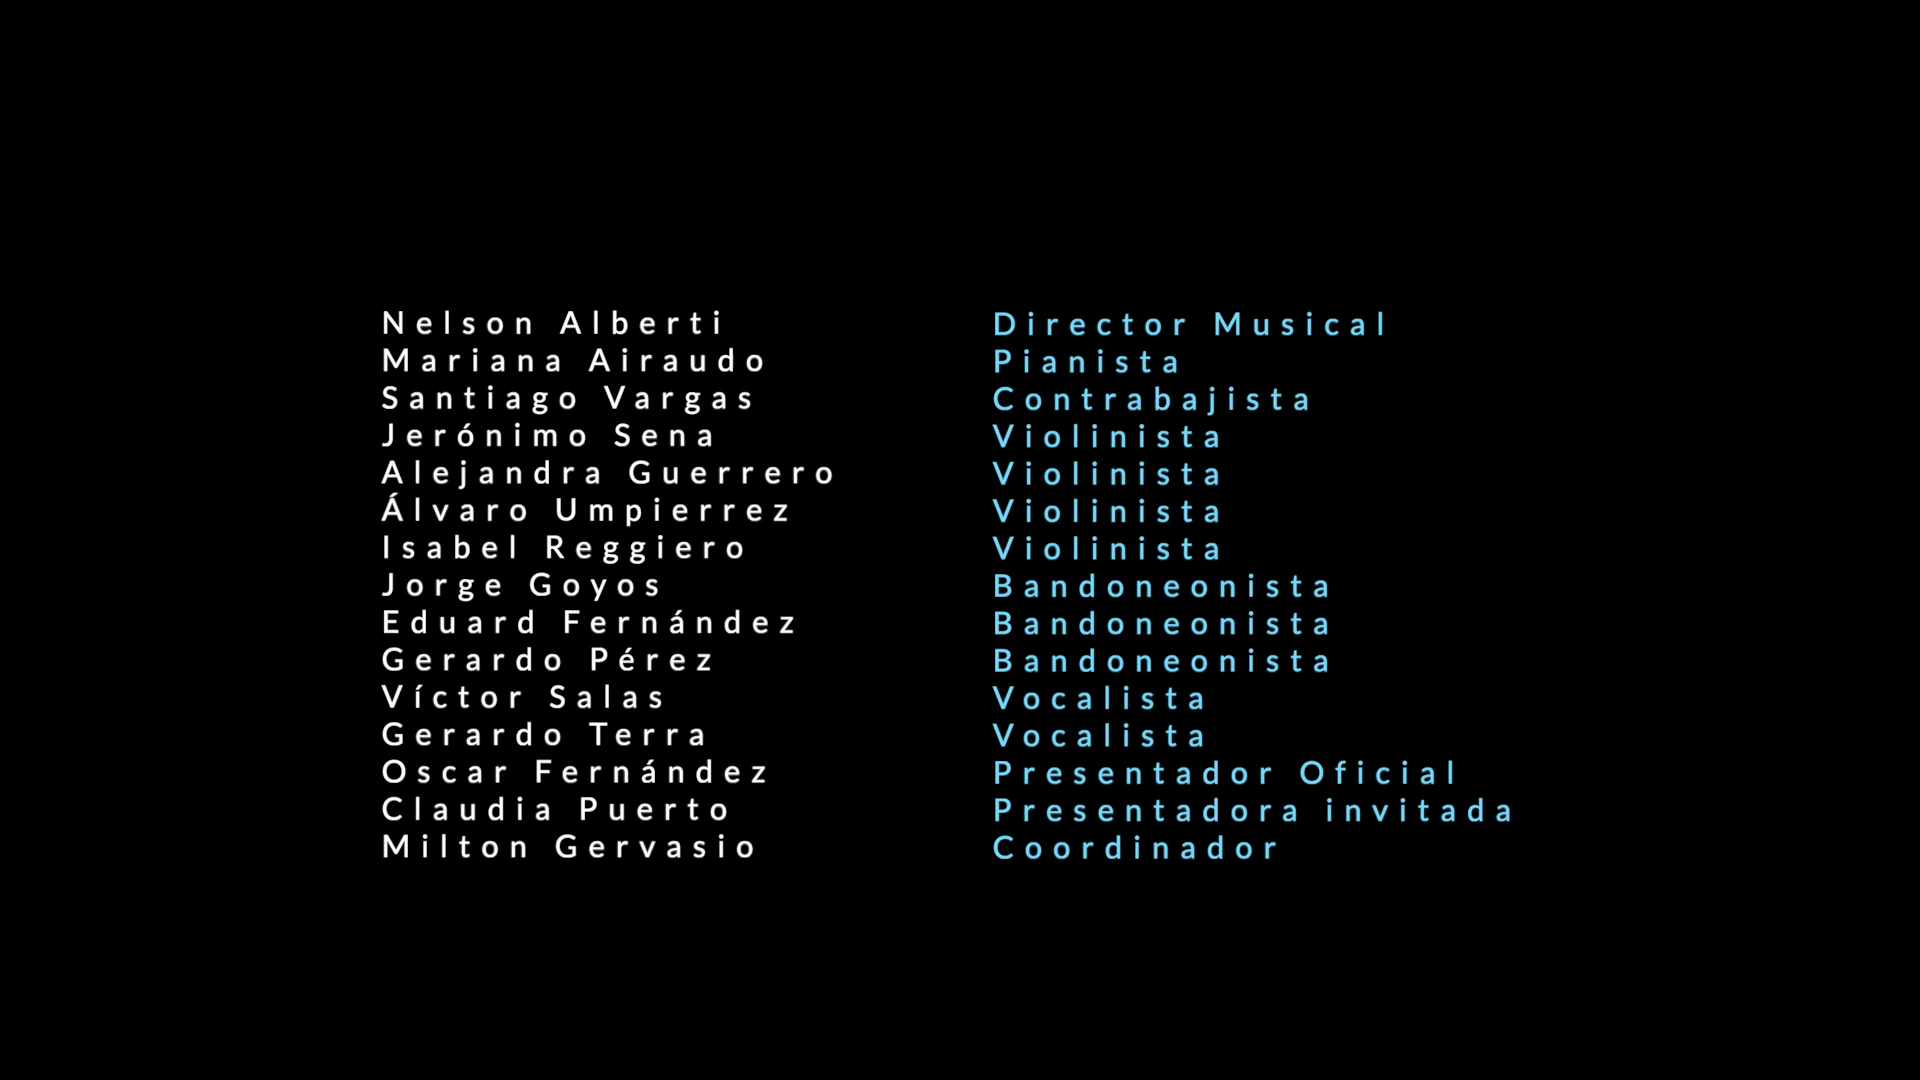 Nelson Alberti Director Musical
Mariana Airaudo Pianista
Santiago Vargas Contrabajista
Jerónimo Sena Violinista
Alejandra Guerrero Violinista
Álvaro Umpierrez Violinista
Isabel Reggiero Violinista
Jorge Goyos Bandoneonista
Eduard Fernández Bandoneonista
Gerardo Pérez Bandoneonista
Víctor Salas Vocalista
Gerardo Terra Vocalista
Oscar Fernández Presentador Oficial
Claudia Puerto Presentadora invitada
Milton Gervasio Coordinador